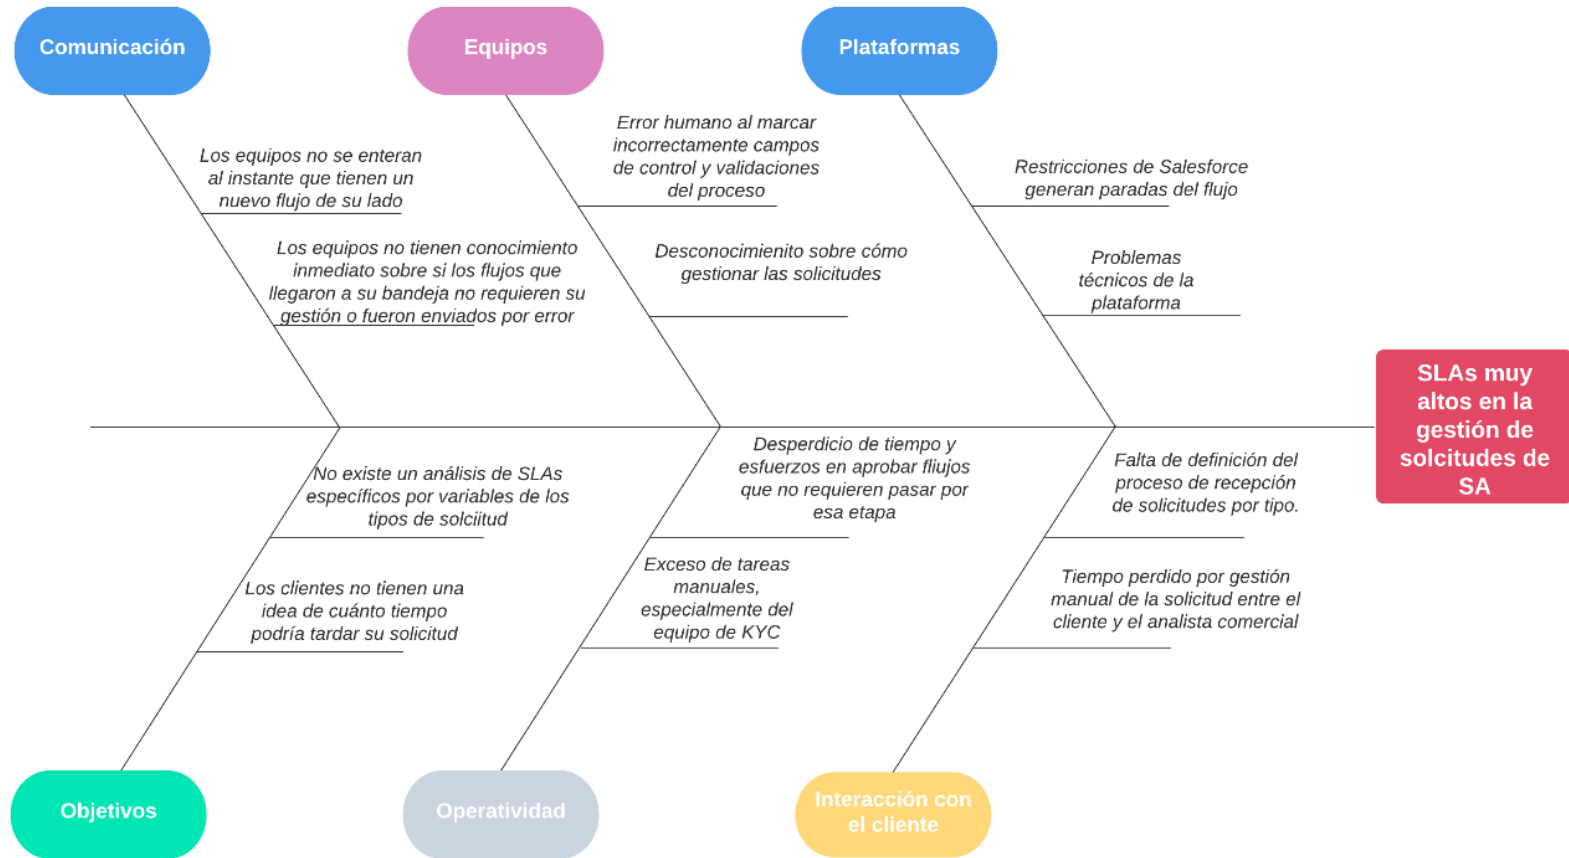 Comunicación
Equipos
Plataformas
Los equipos no se enteran
al instante que tienen un
nuevo flujo de su lado
Los equipos no tienen conocimiento
inmediato sobre si los flujos que
llegaron a su bandeja no requieren su
gestión o fueron enviados por error
Error humano al marcar
incorrectamente campos
de control y validaciones
del proceso
Desconocimienito sobre cómo
gestionar las solicitudes
Restricciones de Salesforce
generan paradas del flujo
Problemas
técnicos de la
plataforma
SLAs muy
altos en la
gestión de
solcitudes de
SA
No existe un análisis de SLAs
específicos por variables de los
tipos de solciitud
Los clientes no tienen una
idea de cuánto tiempo
podría tardar su solicitud
Desperdicio de tiempo y
esfuerzos en aprobar fliujos
que no requieren pasar por
esa etapa
Exceso de tareas
manuales,
especialmente del
equipo de KYC
Falta de definición del
proceso de recepción
de solicitudes por tipo.
Tiempo perdido por gestión
manual de la solicitud entre el
cliente y el analista comercial
Objetivos
Operatividad
Interacción con
el cliente